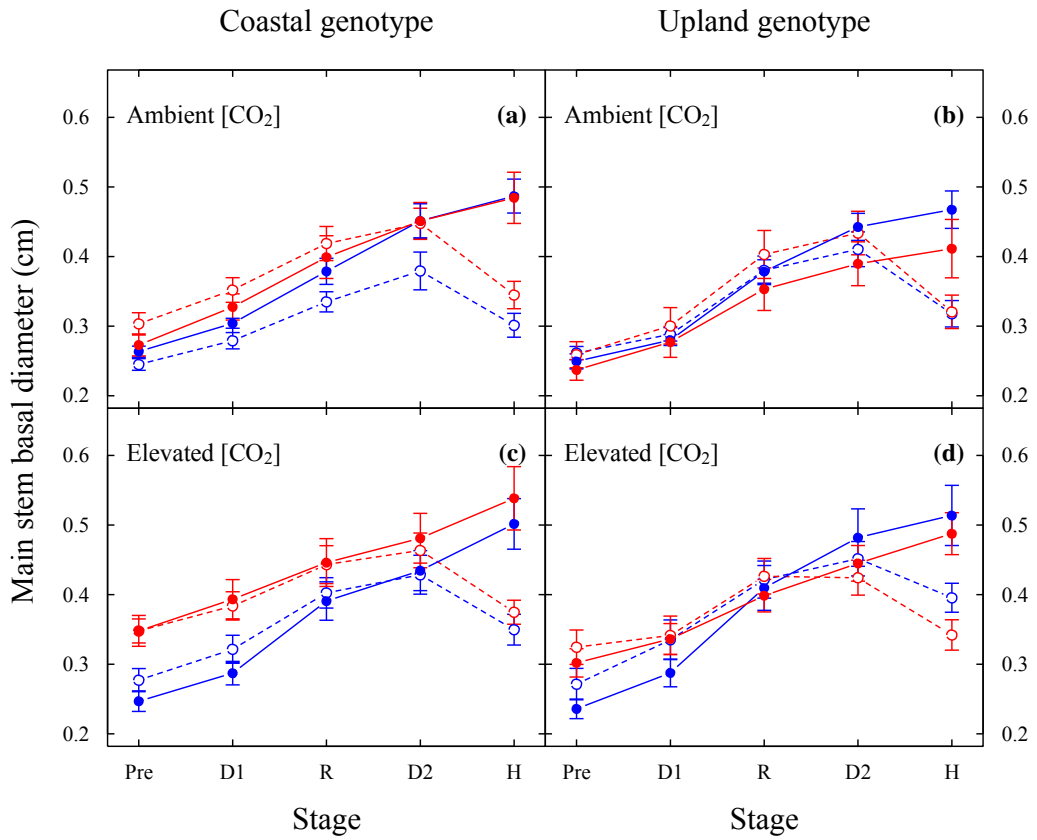 Coastal genotype
Upland genotype
Main stem basal diameter (cm)
Ambient [CO₂]
(a)
0.6
0.5
0.4
0.3
0.2
Ambient [CO₂]
(b)
0.6
0.5
0.4
0.3
0.2
Elevated [CO₂]
(c)
0.6
0.5
0.4
0.3
0.2
Elevated [CO₂]
(d)
0.6
0.5
0.4
0.3
0.2
Pre D1 R D2 H
Pre D1 R D2 H
Stage
Stage